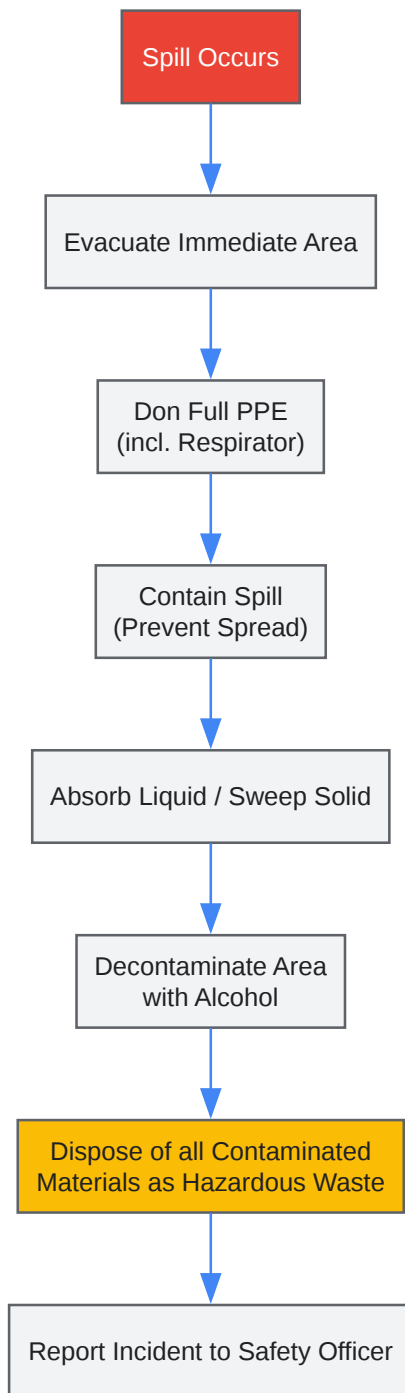 Spill Occurs
Evacuate Immediate Area
Don Full PPE
(incl. Respirator)
Contain Spill
(Prevent Spread)
Absorb Liquid / Sweep Solid
Decontaminate Area
with Alcohol
Dispose of all Contaminated
Materials as Hazardous Waste
Report Incident to Safety Officer